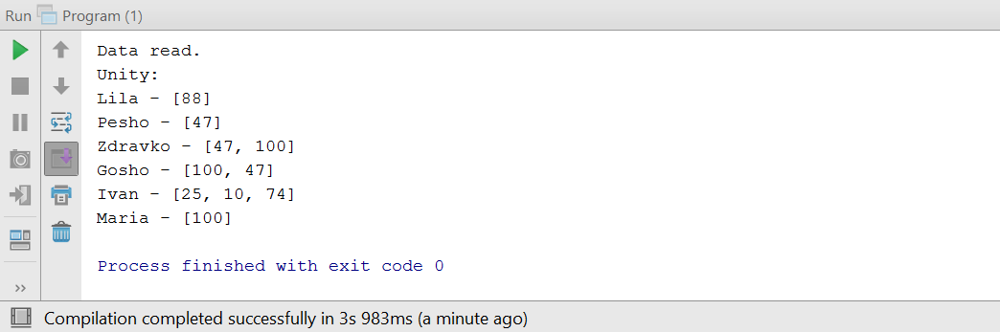 Run Program (1)
Data read.
Unity:
Lila - [88]
Pesho - [47]
Zdravko - [47, 100]
Gosho - [100, 47]
Ivan - [25, 10, 74]
Maria - [100]
Process finished with exit code 0
Compilation completed successfully in 3s 983ms (a minute ago)